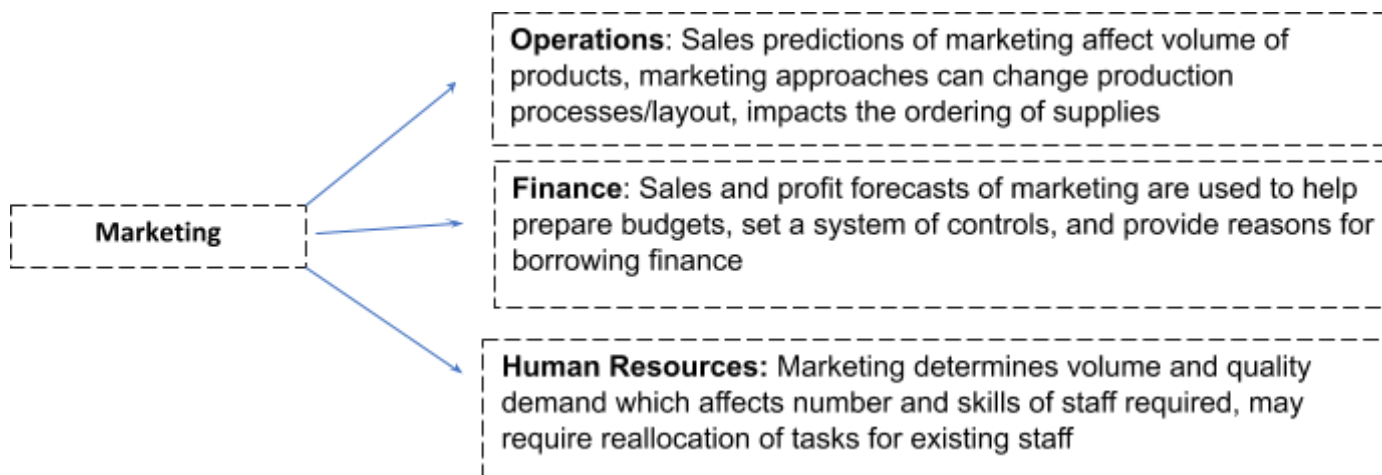 Marketing
Operations: Sales predictions of marketing affect volume of
products, marketing approaches can change production
processes/layout, impacts the ordering of supplies
Finance: Sales and profit forecasts of marketing are used to help
prepare budgets, set a system of controls, and provide reasons for
borrowing finance
Human Resources: Marketing determines volume and quality
demand which affects number and skills of staff required, may
require reallocation of tasks for existing staff